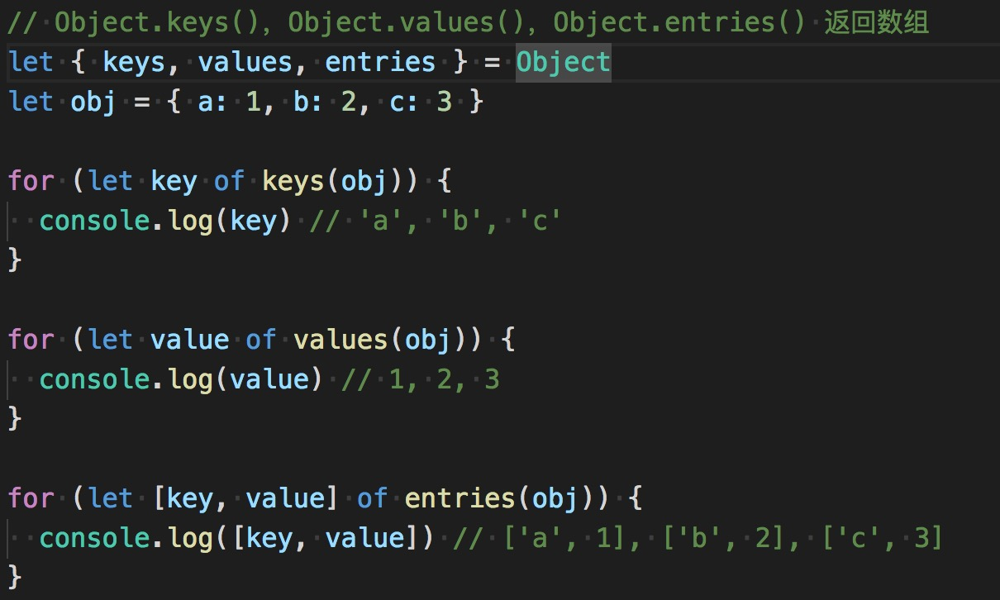 // Object.keys(), Object.values(), Object.entries() 返回数组
let { keys, values, entries } = Object
let obj = { a: 1, b: 2, c: 3 }
for (let key of keys(obj)) {
  console.log(key) // 'a', 'b', 'c'
}
for (let value of values(obj)) {
  console.log(value) // 1, 2, 3
}
for (let [key, value] of entries(obj)) {
  console.log([key, value]) // ['a', 1], ['b', 2], ['c', 3]
}